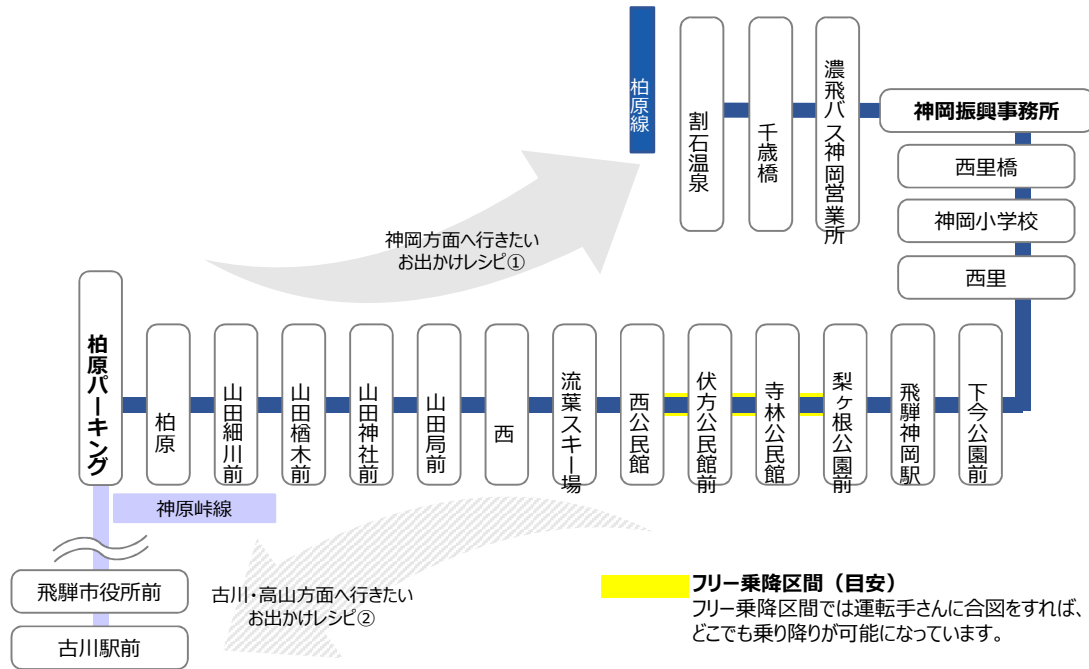 柏原線
割石温泉
千歳橋
濃飛バス神岡営業所
神岡振興事務所
西里橋
神岡小学校
西里
神岡方面へ行きたい
お出かけレシピ①
柏原パーキング
柏原
山田細川前
山田楢木前
山田神社前
山田局前
西
流葉スキー場
西公民館
伏方公民館前
寺林公民館
梨ヶ根公園前
飛騨神岡駅
下今公園前
神原峠線
飛騨市役所前
古川駅前
古川・高山方面へ行きたい
お出かけレシピ②
フリー乗降区間（目安）
フリー乗降区間では運転手さんに合図をすれば、
どこでも乗り降りが可能になっています。